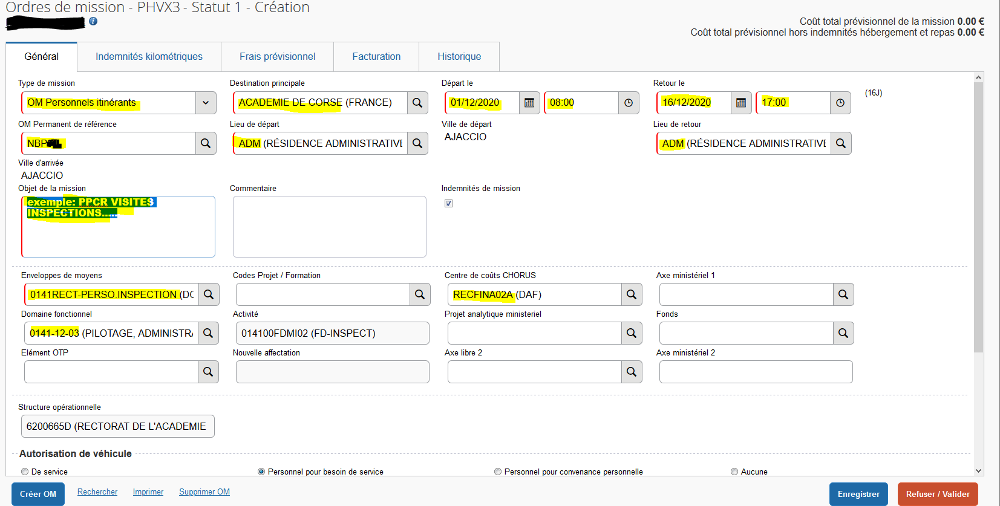 Ordres de mission - PHVX3 - Statut 1 - Création
Coût total prévisionnel de la mission 0.00 €
Coût total prévisionnel hors indemnités hébergement et repas 0.00 €
Général
Indemnités kilométriques
Frais prévisionnel
Facturation
Historique
Type de mission
Destination principale
Départ le
Retour le
OM Personnels itinérants
ACADEMIE DE CORSE (FRANCE)
01/12/2020
08:00
16/12/2020
17:00
(16J)
OM Permanent de référence
Lieu de départ
Ville de départ
Lieu de retour
NBP
ADM (RÉSIDENCE ADMINISTRATIVE
AJACCIO
ADM (RÉSIDENCE ADMINISTRATIVE
Ville d'arrivée
AJACCIO
Objet de la mission
Commentaire
Indemnités de mission
exemple: PPCR VISITES
INSPECTIONS.....
Enveloppes de moyens
Codes Projet / Formation
Centre de coûts CHORUS
Axe ministériel 1
0141RECT-PERSO.INSPECTION (DO
RECFINA02A (DAF)
Domaine fonctionnel
Activité
Projet analytique ministeriel
Fonds
0141-12-03 (PILOTAGE, ADMINISTRA
014100FDMI02 (FD-INSPECT)
Elément OTP
Nouvelle affectation
Axe libre 2
Axe ministériel 2
Structure opérationnelle
6200665D (RECTORAT DE L'ACADEMIE
Autorisation de véhicule
De service
Personnel pour besoin de service
Personnel pour convenance personnelle
Aucune
Créer OM
Rechercher
Imprimer
Supprimer OM
Enregistrer
Refuser / Valider